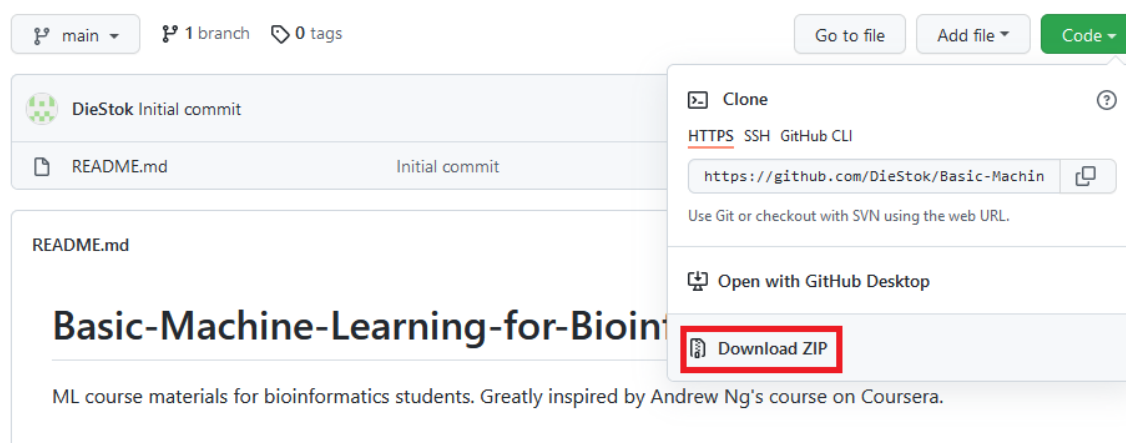 main
1 branch
0 tags
Go to file
Add file
Code
DieStok Initial commit
README.md
Initial commit
Clone
HTTPS SSH GitHub CLI
https://github.com/DieStok/Basic-Machin
Use Git or checkout with SVN using the web URL.
Open with GitHub Desktop
Download ZIP
README.md
Basic-Machine-Learning-for-Bioinf
ML course materials for bioinformatics students. Greatly inspired by Andrew Ng's course on Coursera.